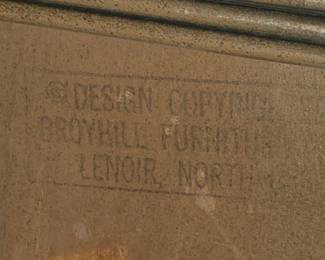 © DESIGN COPYRIG
BROYHILL FURNITUR
LENOIR, NORTH